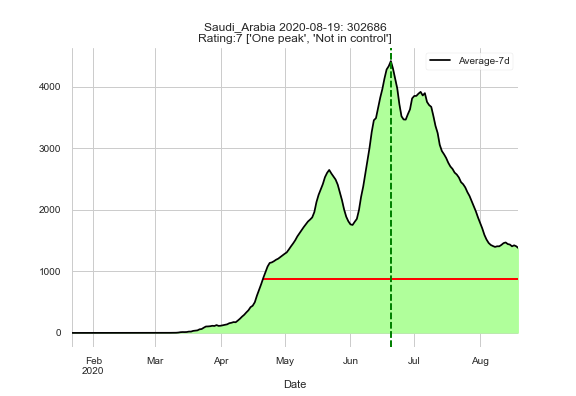 Saudi_Arabia 2020-08-19: 302686
Rating:7 ['One peak', 'Not in control']
Average-7d
4000
3000
2000
1000
0
Feb Mar Apr May Jun Jul Aug
2020
Date